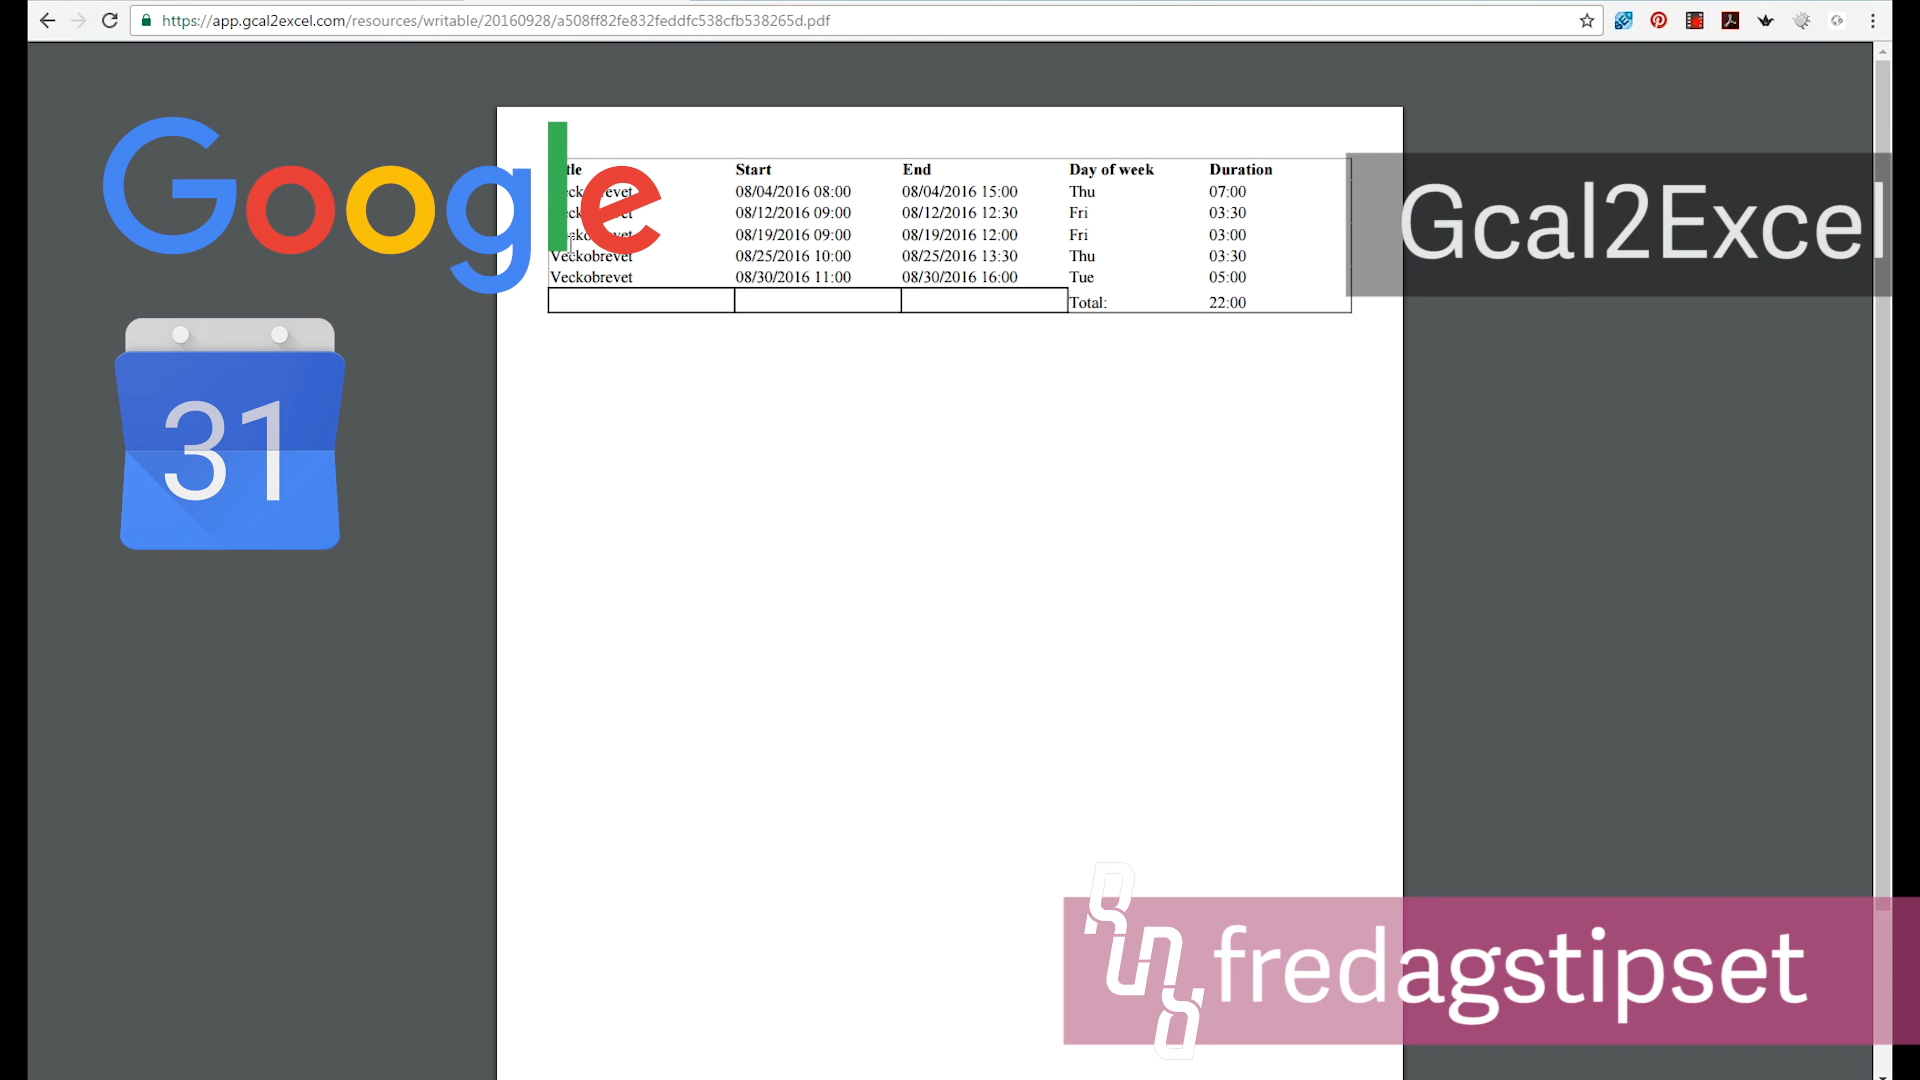 https://app.gcal2excel.com/resources/writable/20160928/a508ff82fe832feddfc538cfb538265d.pdf
Google
Start End Day of week Duration
08/04/2016 08:00 08/04/2016 15:00 Thu 07:00
08/12/2016 09:00 08/12/2016 12:30 Fri 03:30
08/19/2016 09:00 08/19/2016 12:00 Fri 03:00
Veckobrevet 08/25/2016 10:00 08/25/2016 13:30 Thu 03:30
Veckobrevet 08/30/2016 11:00 08/30/2016 16:00 Tue 05:00
Total: 22:00
Gcal2Excel
31
fredagstipset